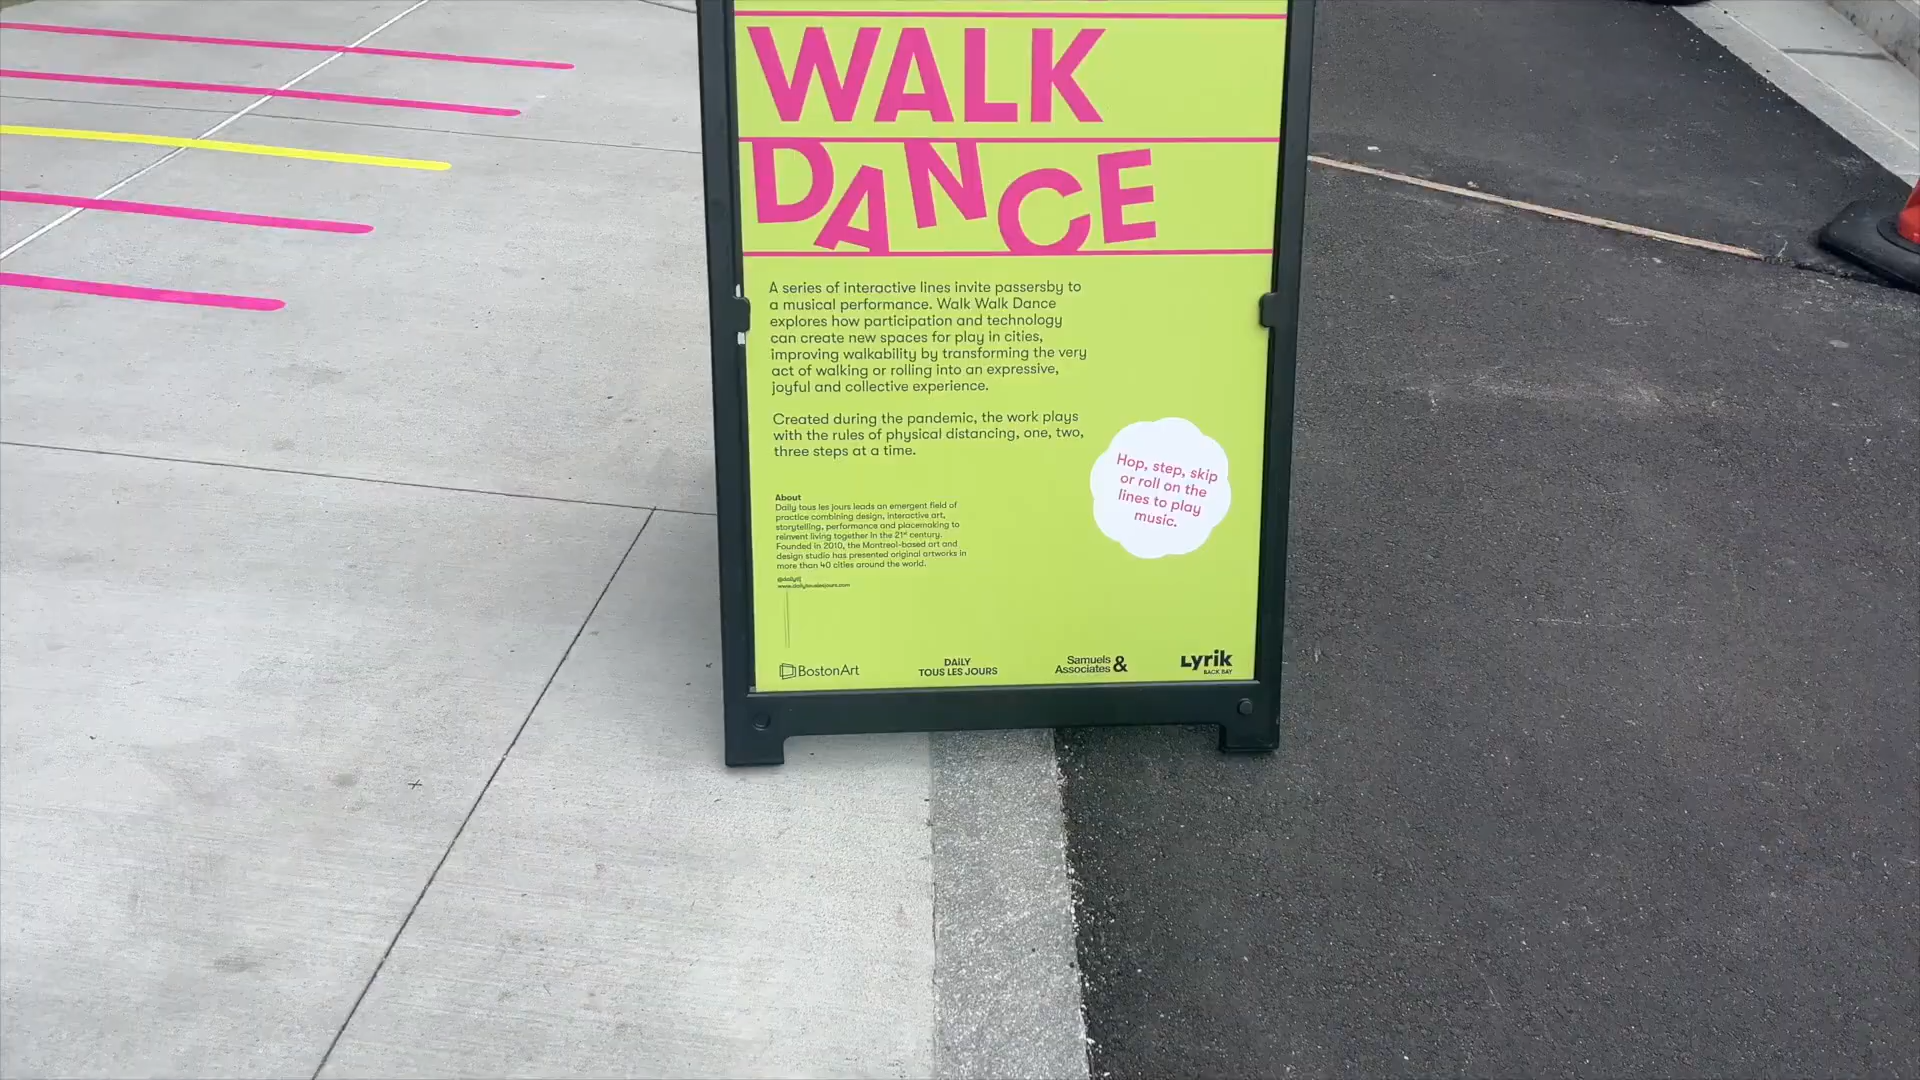 WALK
DANCE
A series of interactive lines invite passersby to
a musical performance. Walk Walk Dance
explores how participation and technology
can create new spaces for play in cities,
improving walkability by transforming the very
act of walking or rolling into an expressive,
joyful and collective experience.
Created during the pandemic, the work plays
with the rules of physical distancing, one, two,
three steps at a time.
Hop, step, skip
or roll on the
lines to play
music.
About
Daily tous les jours leads an emergent field of
practice combining design, interactive art,
storytelling, performance and placemaking to
reinvent living together in the 21st century.
Founded in 2010, the Montreal-based art and
design studio has presented original artworks in
more than 40 cities around the world.
@dailytlj
www.dailytouslesjours.com
BostonArt
DAILY
TOUS LES JOURS
Samuels
Associates &
Lyrik
BACK BAY